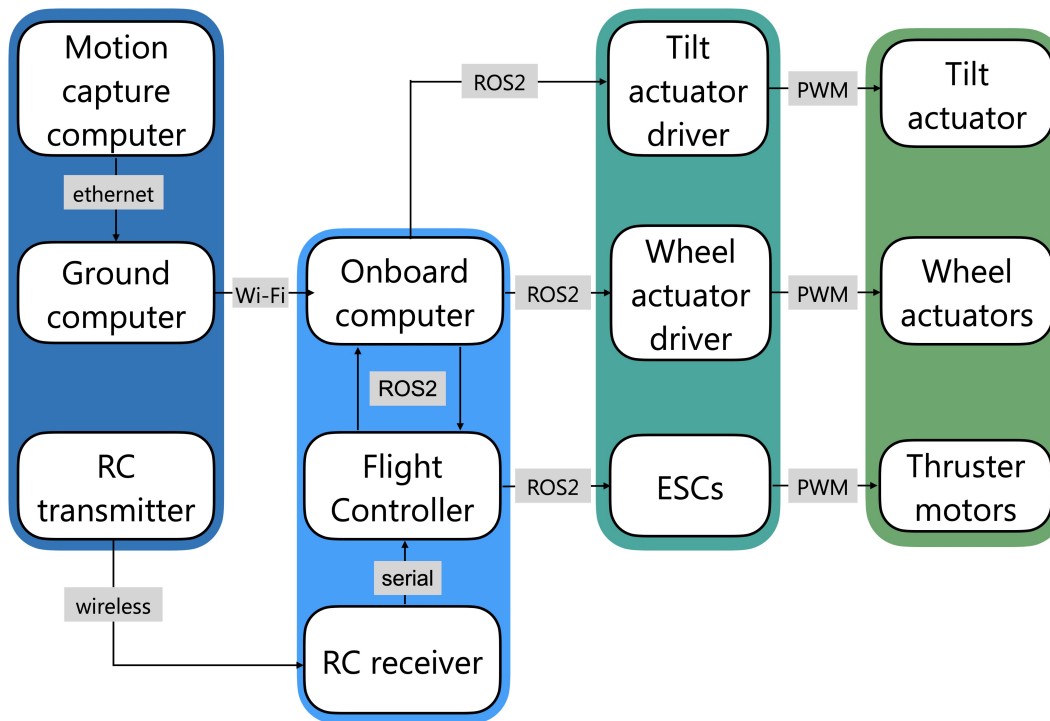 Motion
capture
computer
ethernet
Ground
computer
RC
transmitter
wireless
Wi-Fi
Onboard
computer
ROS2
Flight
Controller
serial
RC receiver
ROS2
ROS2
ROS2
Tilt
actuator
driver
Wheel
actuator
driver
ESCs
PWM
PWM
PWM
Tilt
actuator
Wheel
actuators
Thruster
motors